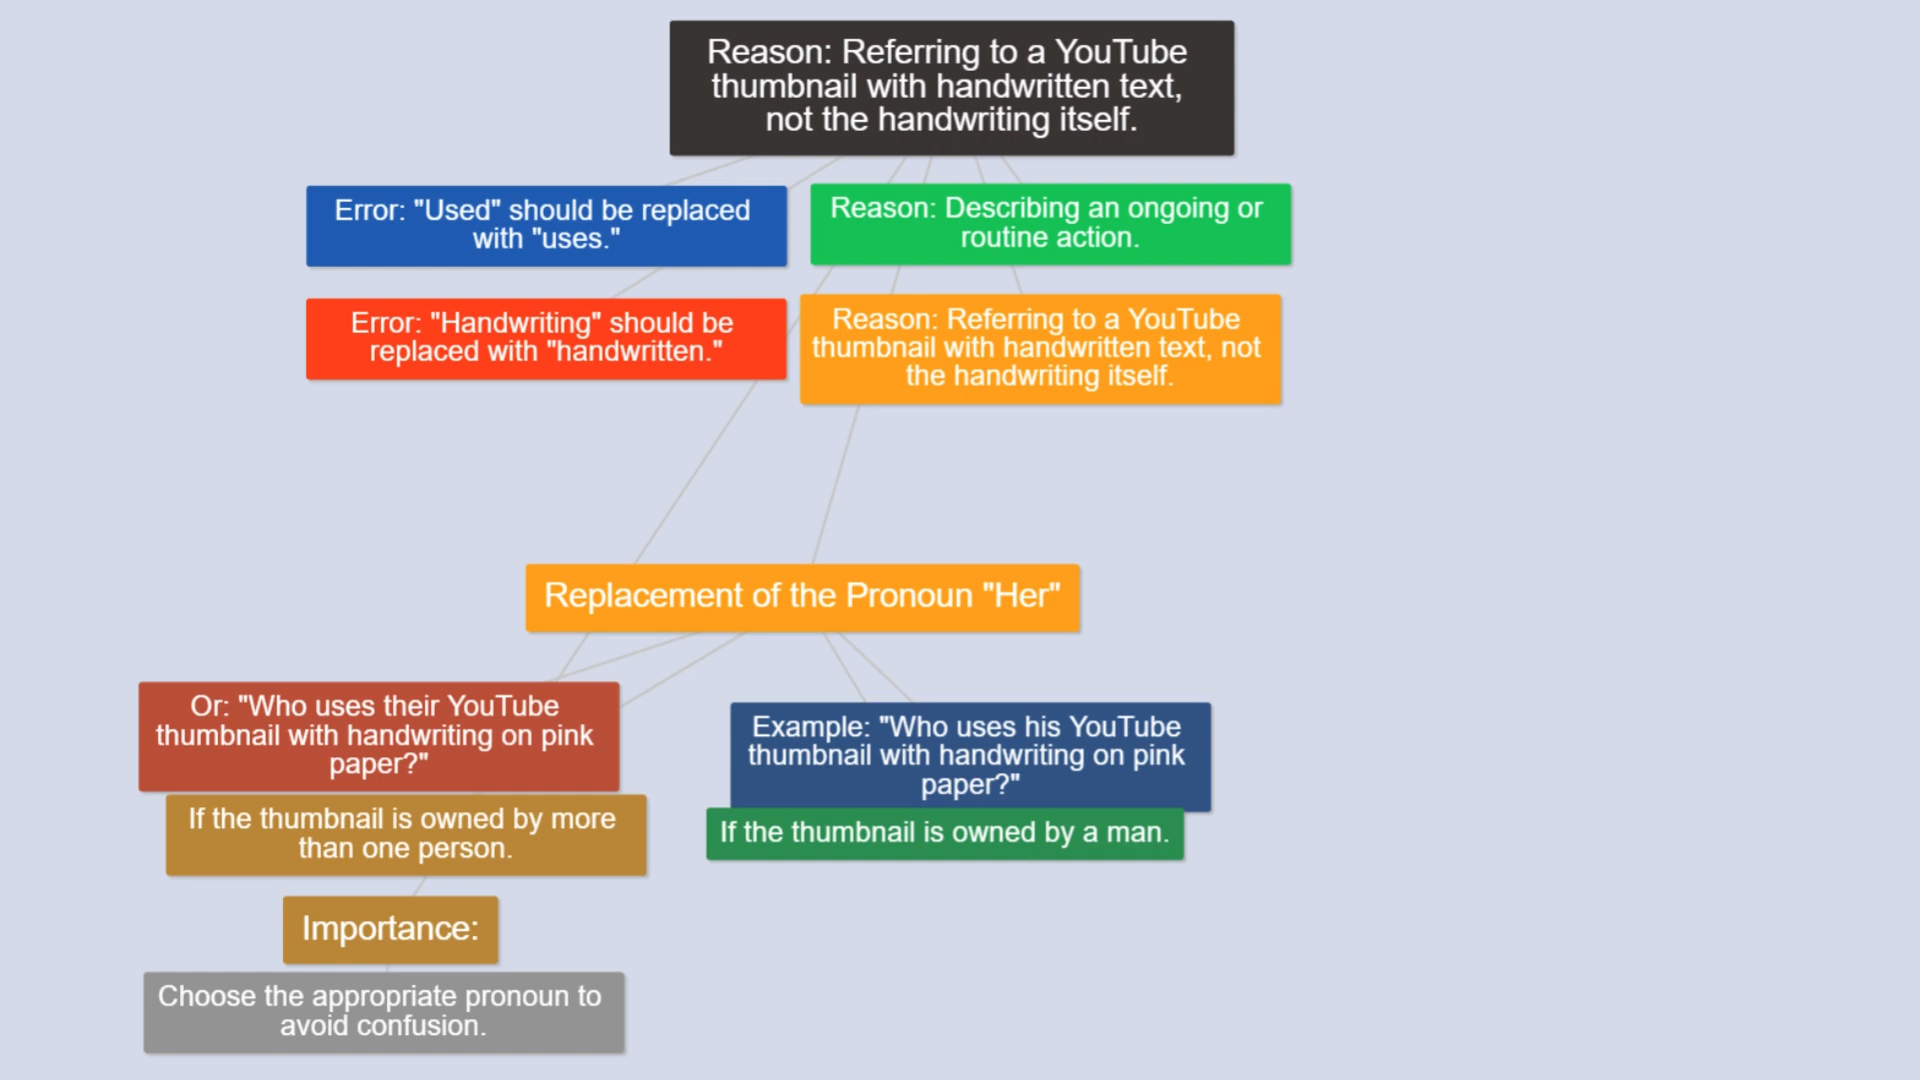 Reason: Referring to a YouTube
thumbnail with handwritten text,
not the handwriting itself.
Error: "Used" should be replaced
with "uses."
Reason: Describing an ongoing or
routine action.
Error: "Handwriting" should be
replaced with "handwritten."
Reason: Referring to a YouTube
thumbnail with handwritten text, not
the handwriting itself.
Replacement of the Pronoun "Her"
Or: "Who uses their YouTube
thumbnail with handwriting on pink
paper?"
If the thumbnail is owned by more
than one person.
Example: "Who uses his YouTube
thumbnail with handwriting on pink
paper?"
If the thumbnail is owned by a man.
Importance:
Choose the appropriate pronoun to
avoid confusion.